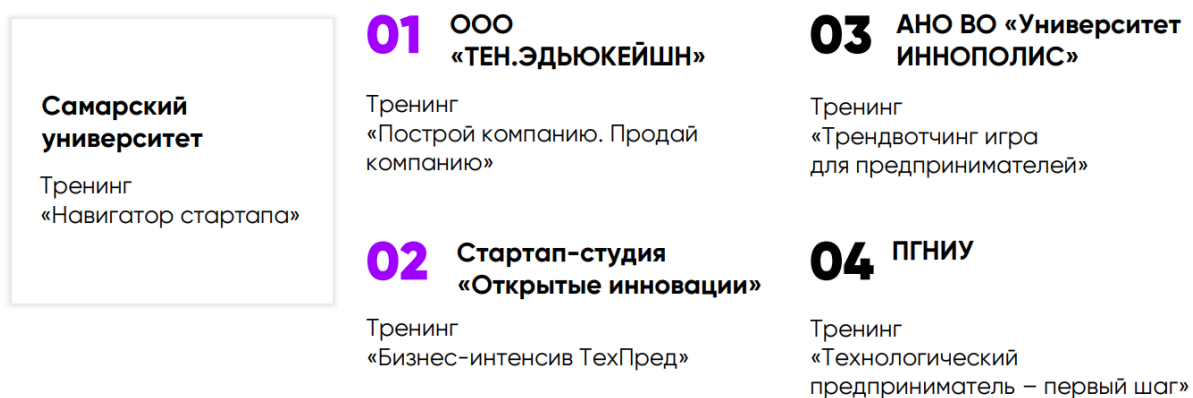 Самарский
университет
Тренинг
«Навигатор стартапа»
01 ООО
«ТЕН.ЭДЬЮКЕЙШН»
Тренинг
«Построй компанию. Продай
компанию»
02 Стартап-студия
«Открытые инновации»
Тренинг
«Бизнес-интенсив ТехПред»
03 АНО ВО «Университет
ИННОПОЛИС»
Тренинг
«Трендвотчинг игра
для предпринимателей»
04 ПГНИУ
Тренинг
«Технологический
предприниматель – первый шаг»